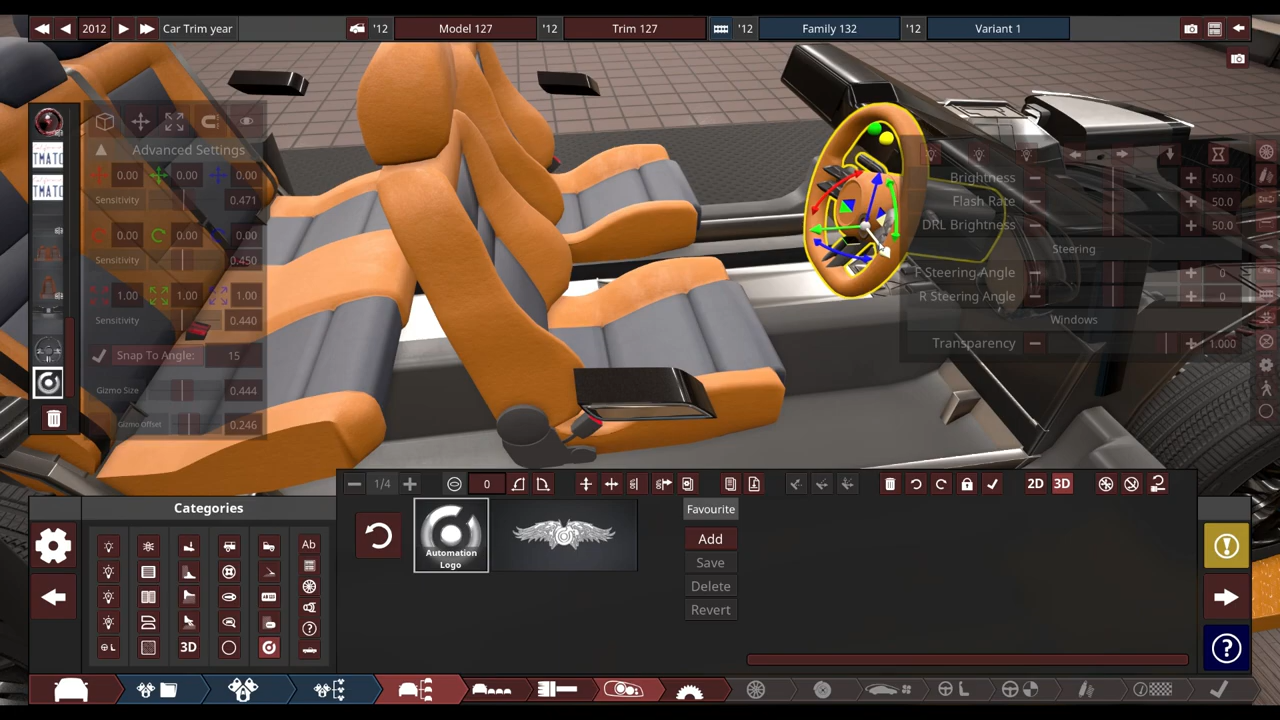 2012 Car Trim year '12 Model 127 '12 Trim 127 '12 Family 132 '12 Variant 1
Advanced Settings
0.00 0.00 0.00
Sensitivity 0.471
0.00 0.00 0.00
Sensitivity 0.450
1.00 1.00 1.00
Sensitivity 0.440
Snap To Angle: 15
Gizmo Size 0.444
Gizmo Offset 0.246
Brightness 50.0
Flash Rate 50.0
DRL Brightness 50.0
Steering
F Steering Angle 0
R Steering Angle 0
Windows
Transparency 1.000
1/4 0 2D 3D
Categories
Ab
3D
Automation
Logo
Favourite
Add
Save
Delete
Revert